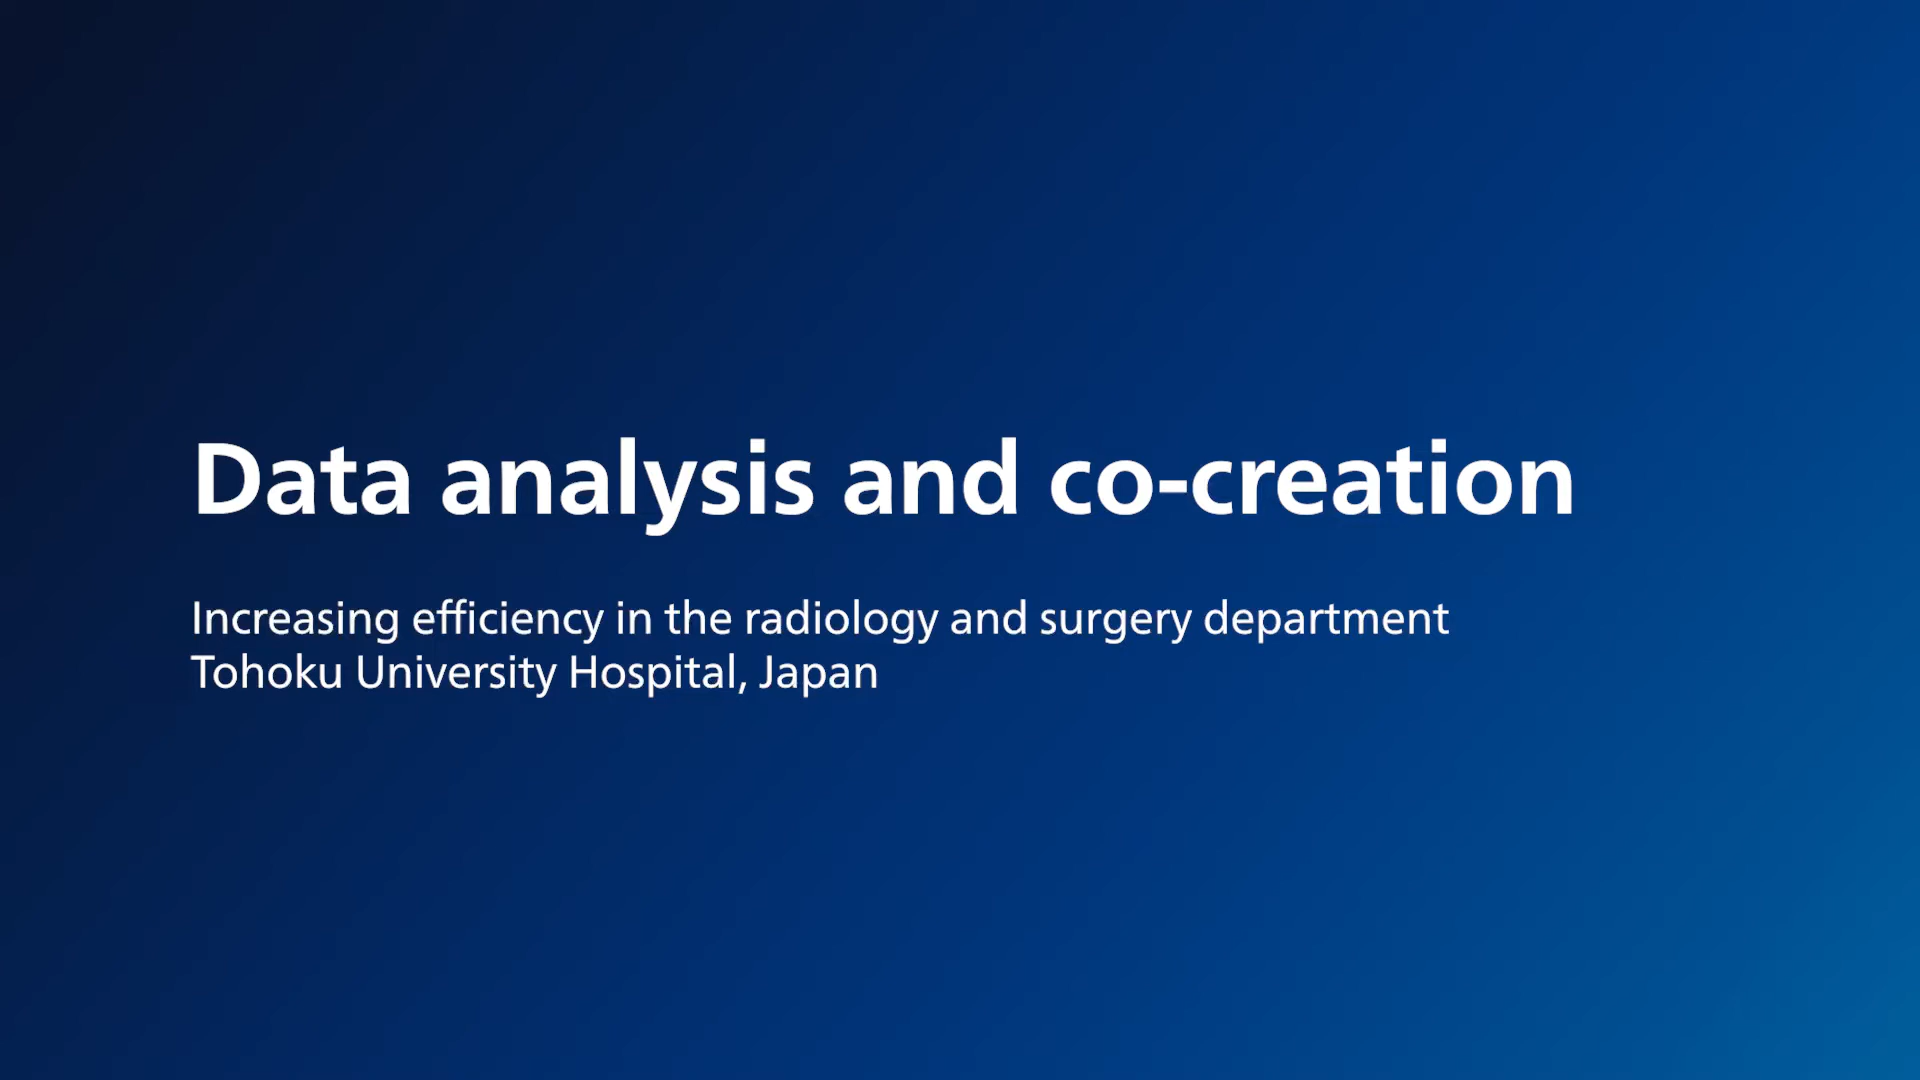 Data analysis and co-creation
Increasing efficiency in the radiology and surgery department
Tohoku University Hospital, Japan